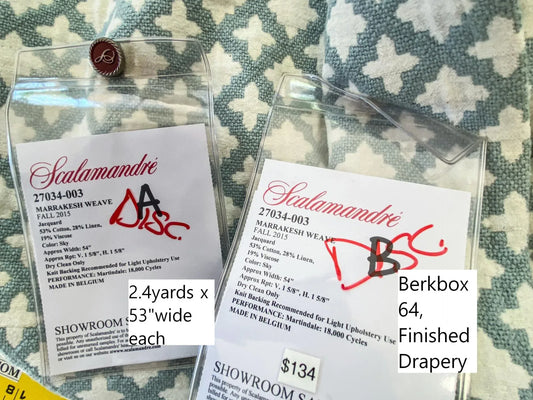 Scalamandré
27034-003
MARRAKESH WEAVE
FALL 2015
Jacquard
53% Cotton, 28% Linen,
19% Viscose
Color: Sky
Approx Width: 54"
Approx Rpt: V. 1 5/8", H. 1 5/8"
Dry Clean Only
Knit Backing Recommended for Light Upholstery Use
PERFORMANCE: Martindale: 18,000 Cycles
MADE IN BELGIUM
A
DISC.
2.4yards x
53"wide
each
SHOWROOM
This property of Scalamandré
Scalamandré
27034-003
MARRAKESH WEAVE
FALL 2015
Jacquard
53% Cotton, 28% Linen,
19% Viscose
Color: Sky
Approx Width: 54"
Approx Rpt: V. 1 5/8", H. 1 5/8"
Dry Clean Only
Knit Backing Recommended for Light Upholstery Use
PERFORMANCE: Martindale: 18,000 Cycles
MADE IN BELGIUM
B
DISC.
$134
SHOWROOM SA
Berkbox
64,
Finished
Drapery